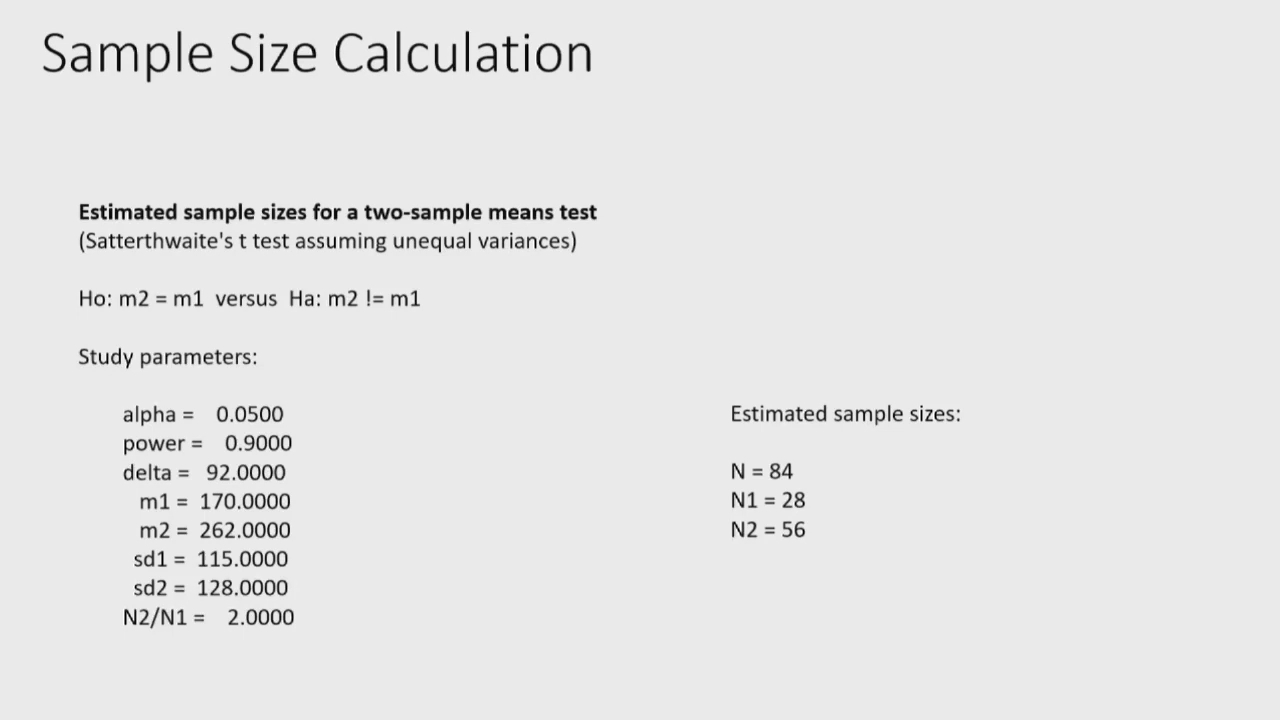 Sample Size Calculation
Estimated sample sizes for a two-sample means test
(Satterthwaite's t test assuming unequal variances)
Ho: m2 = m1 versus Ha: m2 != m1
Study parameters:
alpha = 0.0500
power = 0.9000
delta = 92.0000
m1 = 170.0000
m2 = 262.0000
sd1 = 115.0000
sd2 = 128.0000
N2/N1 = 2.0000
Estimated sample sizes:
N = 84
N1 = 28
N2 = 56